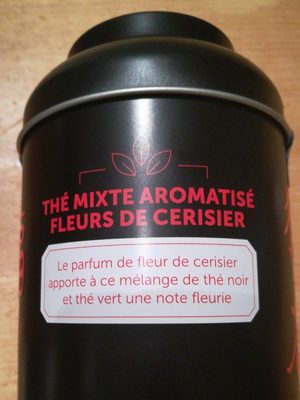 THÉ MIXTE AROMATISÉ
FLEURS DE CERISIER
Le parfum de fleur de cerisier
apporte à ce mélange de thé noir
et thé vert une note fleurie